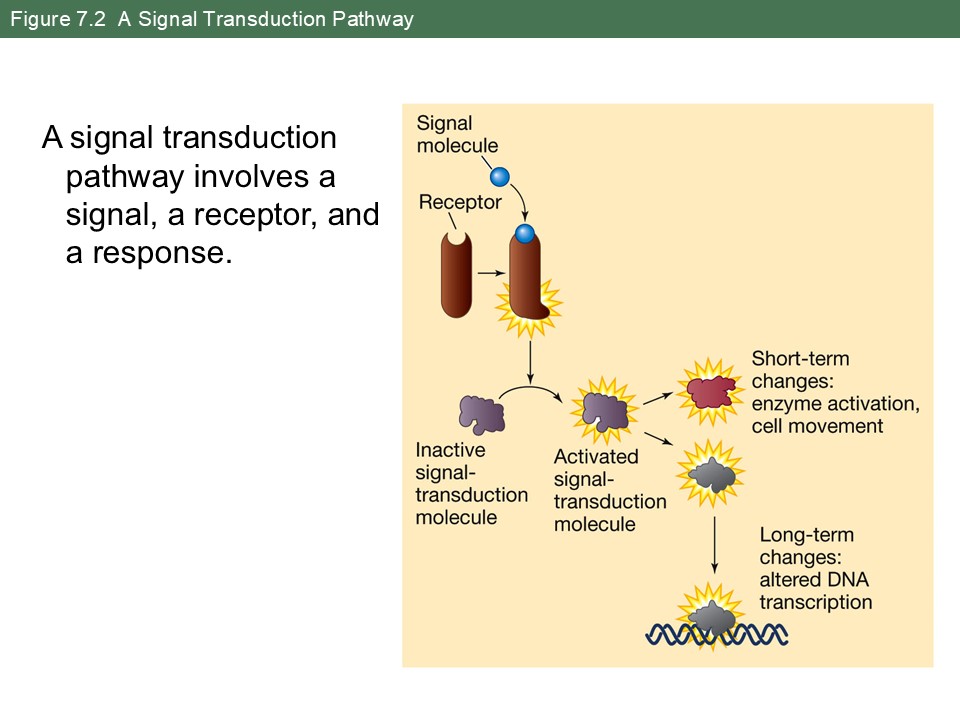 Figure 7.2 A Signal Transduction Pathway
A signal transduction
pathway involves a
signal, a receptor, and
a response.
Signal
molecule
Receptor
Short-term
changes:
enzyme activation,
cell movement
Inactive
signal-
transduction
molecule
Activated
signal-
transduction
molecule
Long-term
changes:
altered DNA
transcription